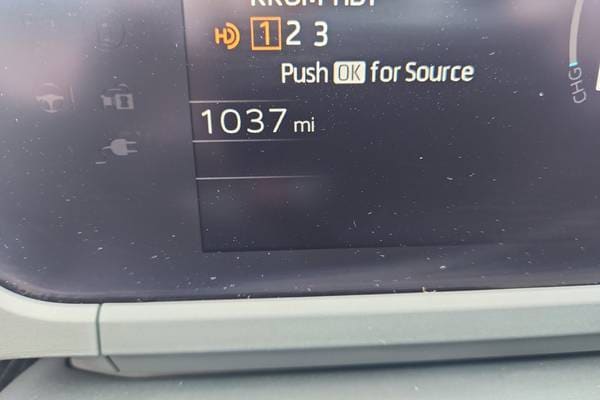 HD 1 2 3
Push OK for Source
1037 mi
CHG